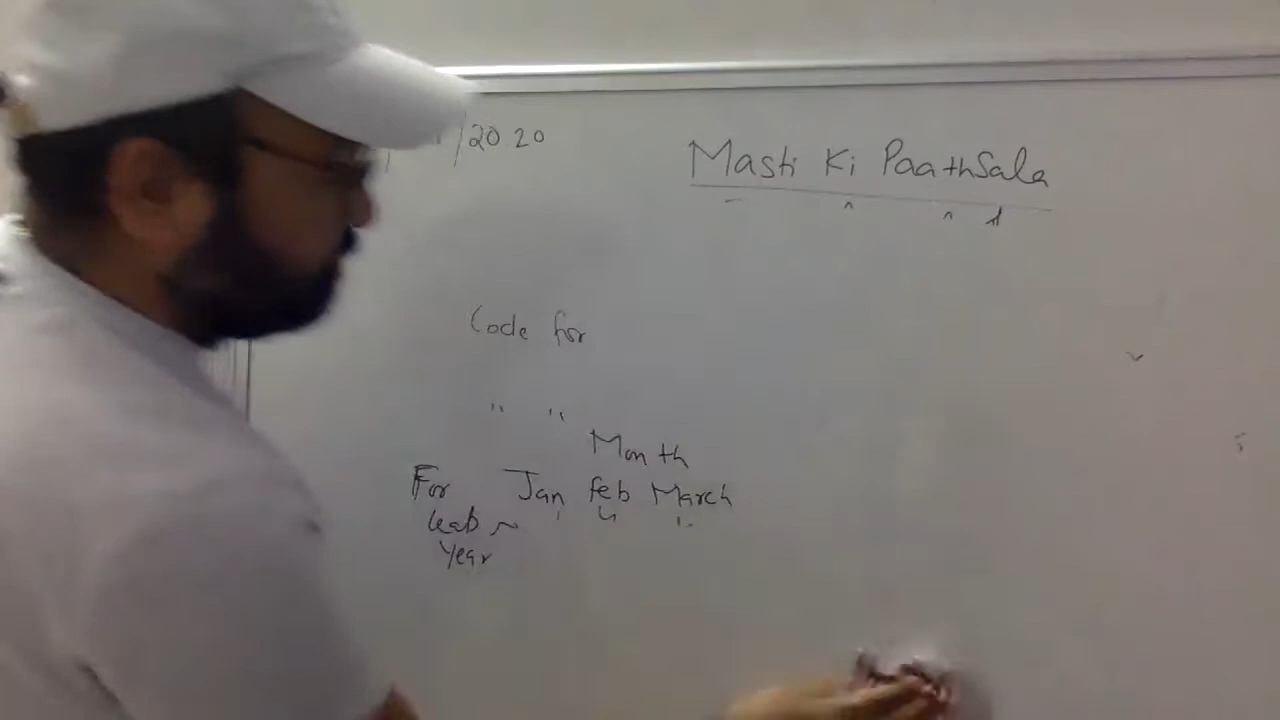 /2020
Masti Ki PaathSala
Code for
" "
Month
For Jan Feb March
leab
Year